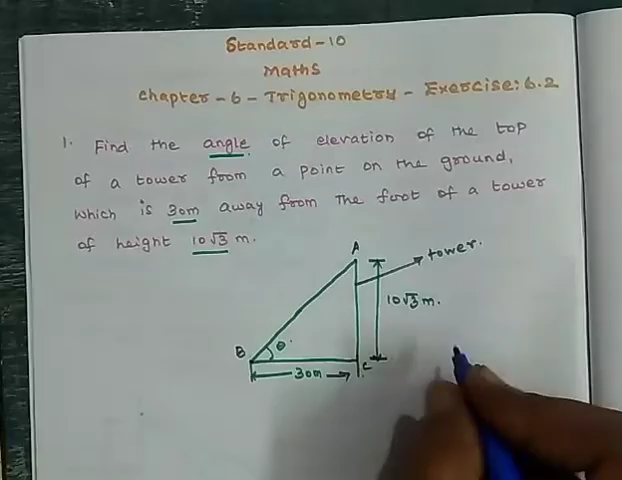 Standard-10
Maths
Chapter-6-Trigonometry-Exercise:6.2
1. Find the angle of elevation of the top
of a tower from a point on the ground,
which is 30m away from the foot of a tower
of height 10√3 m.
A
tower.
10√3 m.
B
θ
C
30m